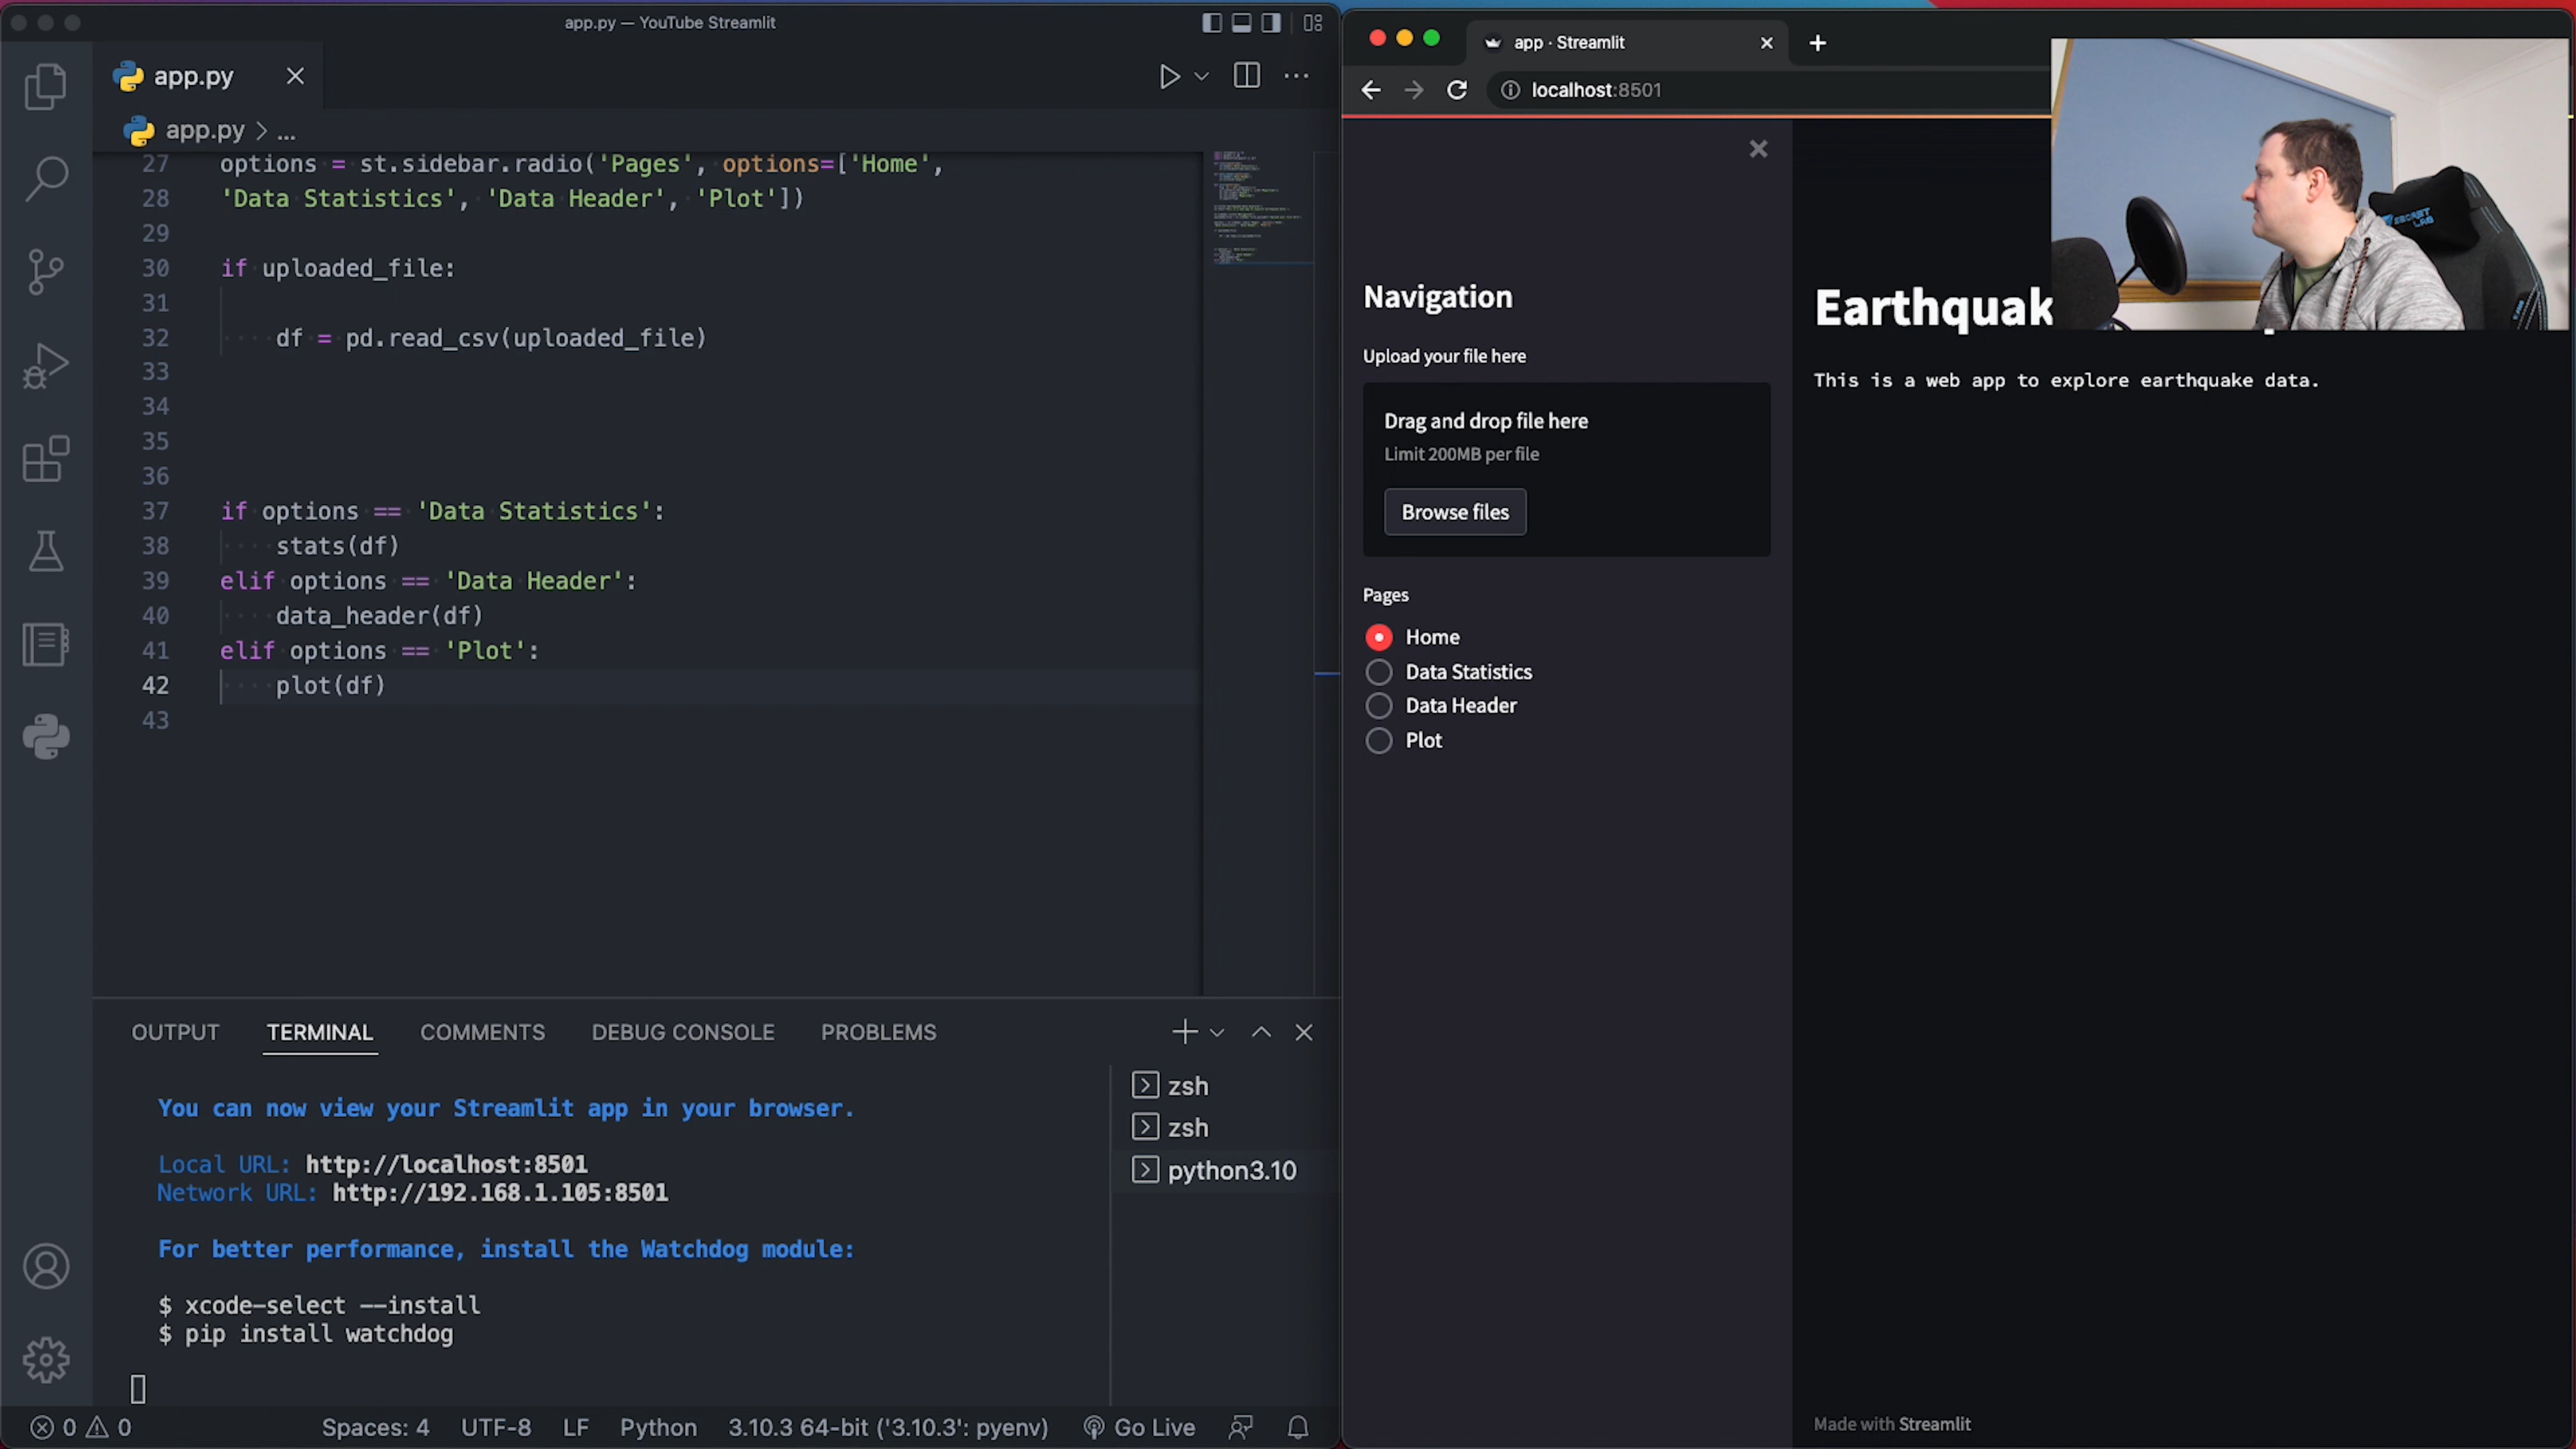 app.py — YouTube Streamlit
app.py
app.py > ...
27 options = st.sidebar.radio('Pages', options=['Home',
28 'Data Statistics', 'Data Header', 'Plot'])
29
30 if uploaded_file:
31
32 df = pd.read_csv(uploaded_file)
33
34
35
36
37 if options == 'Data Statistics':
38 stats(df)
39 elif options == 'Data Header':
40 data_header(df)
41 elif options == 'Plot':
42 plot(df)
43
OUTPUT TERMINAL COMMENTS DEBUG CONSOLE PROBLEMS
You can now view your Streamlit app in your browser.
Local URL: http://localhost:8501
Network URL: http://192.168.1.105:8501
For better performance, install the Watchdog module:
$ xcode-select --install
$ pip install watchdog
zsh
zsh
python3.10
0 0 Spaces: 4 UTF-8 LF Python 3.10.3 64-bit ('3.10.3': pyenv) Go Live
app · Streamlit
localhost:8501
Navigation
Upload your file here
Drag and drop file here
Limit 200MB per file
Browse files
Pages
Home
Data Statistics
Data Header
Plot
Earthquak
This is a web app to explore earthquake data.
SECRET
LAB
Made with Streamlit